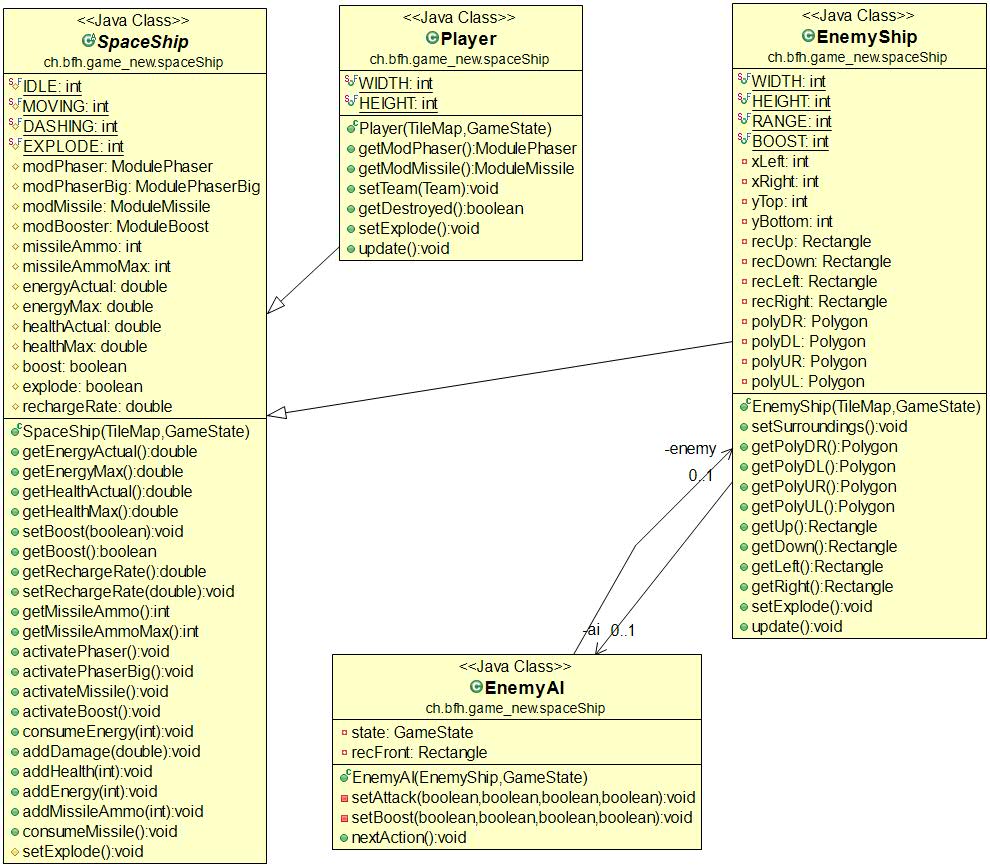 <<Java Class>>
SpaceShip
ch.bfh.game_new.spaceShip
IDLE: int
MOVING: int
DASHING: int
EXPLODE: int
modPhaser: ModulePhaser
modPhaserBig: ModulePhaserBig
modMissile: ModuleMissile
modBooster: ModuleBoost
missileAmmo: int
missileAmmoMax: int
energyActual: double
energyMax: double
healthActual: double
healthMax: double
boost: boolean
explode: boolean
rechargeRate: double
SpaceShip(TileMap,GameState)
getEnergyActual():double
getEnergyMax():double
getHealthActual():double
getHealthMax():double
setBoost(boolean):void
getBoost():boolean
getRechargeRate():double
setRechargeRate(double):void
getMissileAmmo():int
getMissileAmmoMax():int
activatePhaser():void
activatePhaserBig():void
activateMissile():void
activateBoost():void
consumeEnergy(int):void
addDamage(double):void
addHealth(int):void
addEnergy(int):void
addMissileAmmo(int):void
consumeMissile():void
setExplode():void
<<Java Class>>
Player
ch.bfh.game_new.spaceShip
WIDTH: int
HEIGHT: int
Player(TileMap,GameState)
getModPhaser():ModulePhaser
getModMissile():ModuleMissile
setTeam(Team):void
getDestroyed():boolean
setExplode():void
update():void
<<Java Class>>
EnemyShip
ch.bfh.game_new.spaceShip
WIDTH: int
HEIGHT: int
RANGE: int
BOOST: int
xLeft: int
xRight: int
yTop: int
yBottom: int
recUp: Rectangle
recDown: Rectangle
recLeft: Rectangle
recRight: Rectangle
polyDR: Polygon
polyDL: Polygon
polyUR: Polygon
polyUL: Polygon
EnemyShip(TileMap,GameState)
setSurroundings():void
getPolyDR():Polygon
getPolyDL():Polygon
getPolyUR():Polygon
getPolyUL():Polygon
getUp():Rectangle
getDown():Rectangle
getLeft():Rectangle
getRight():Rectangle
setExplode():void
update():void
-enemy
0..1
-ai 0..1
<<Java Class>>
EnemyAI
ch.bfh.game_new.spaceShip
state: GameState
recFront: Rectangle
EnemyAI(EnemyShip,GameState)
setAttack(boolean,boolean,boolean,boolean):void
setBoost(boolean,boolean,boolean,boolean):void
nextAction():void